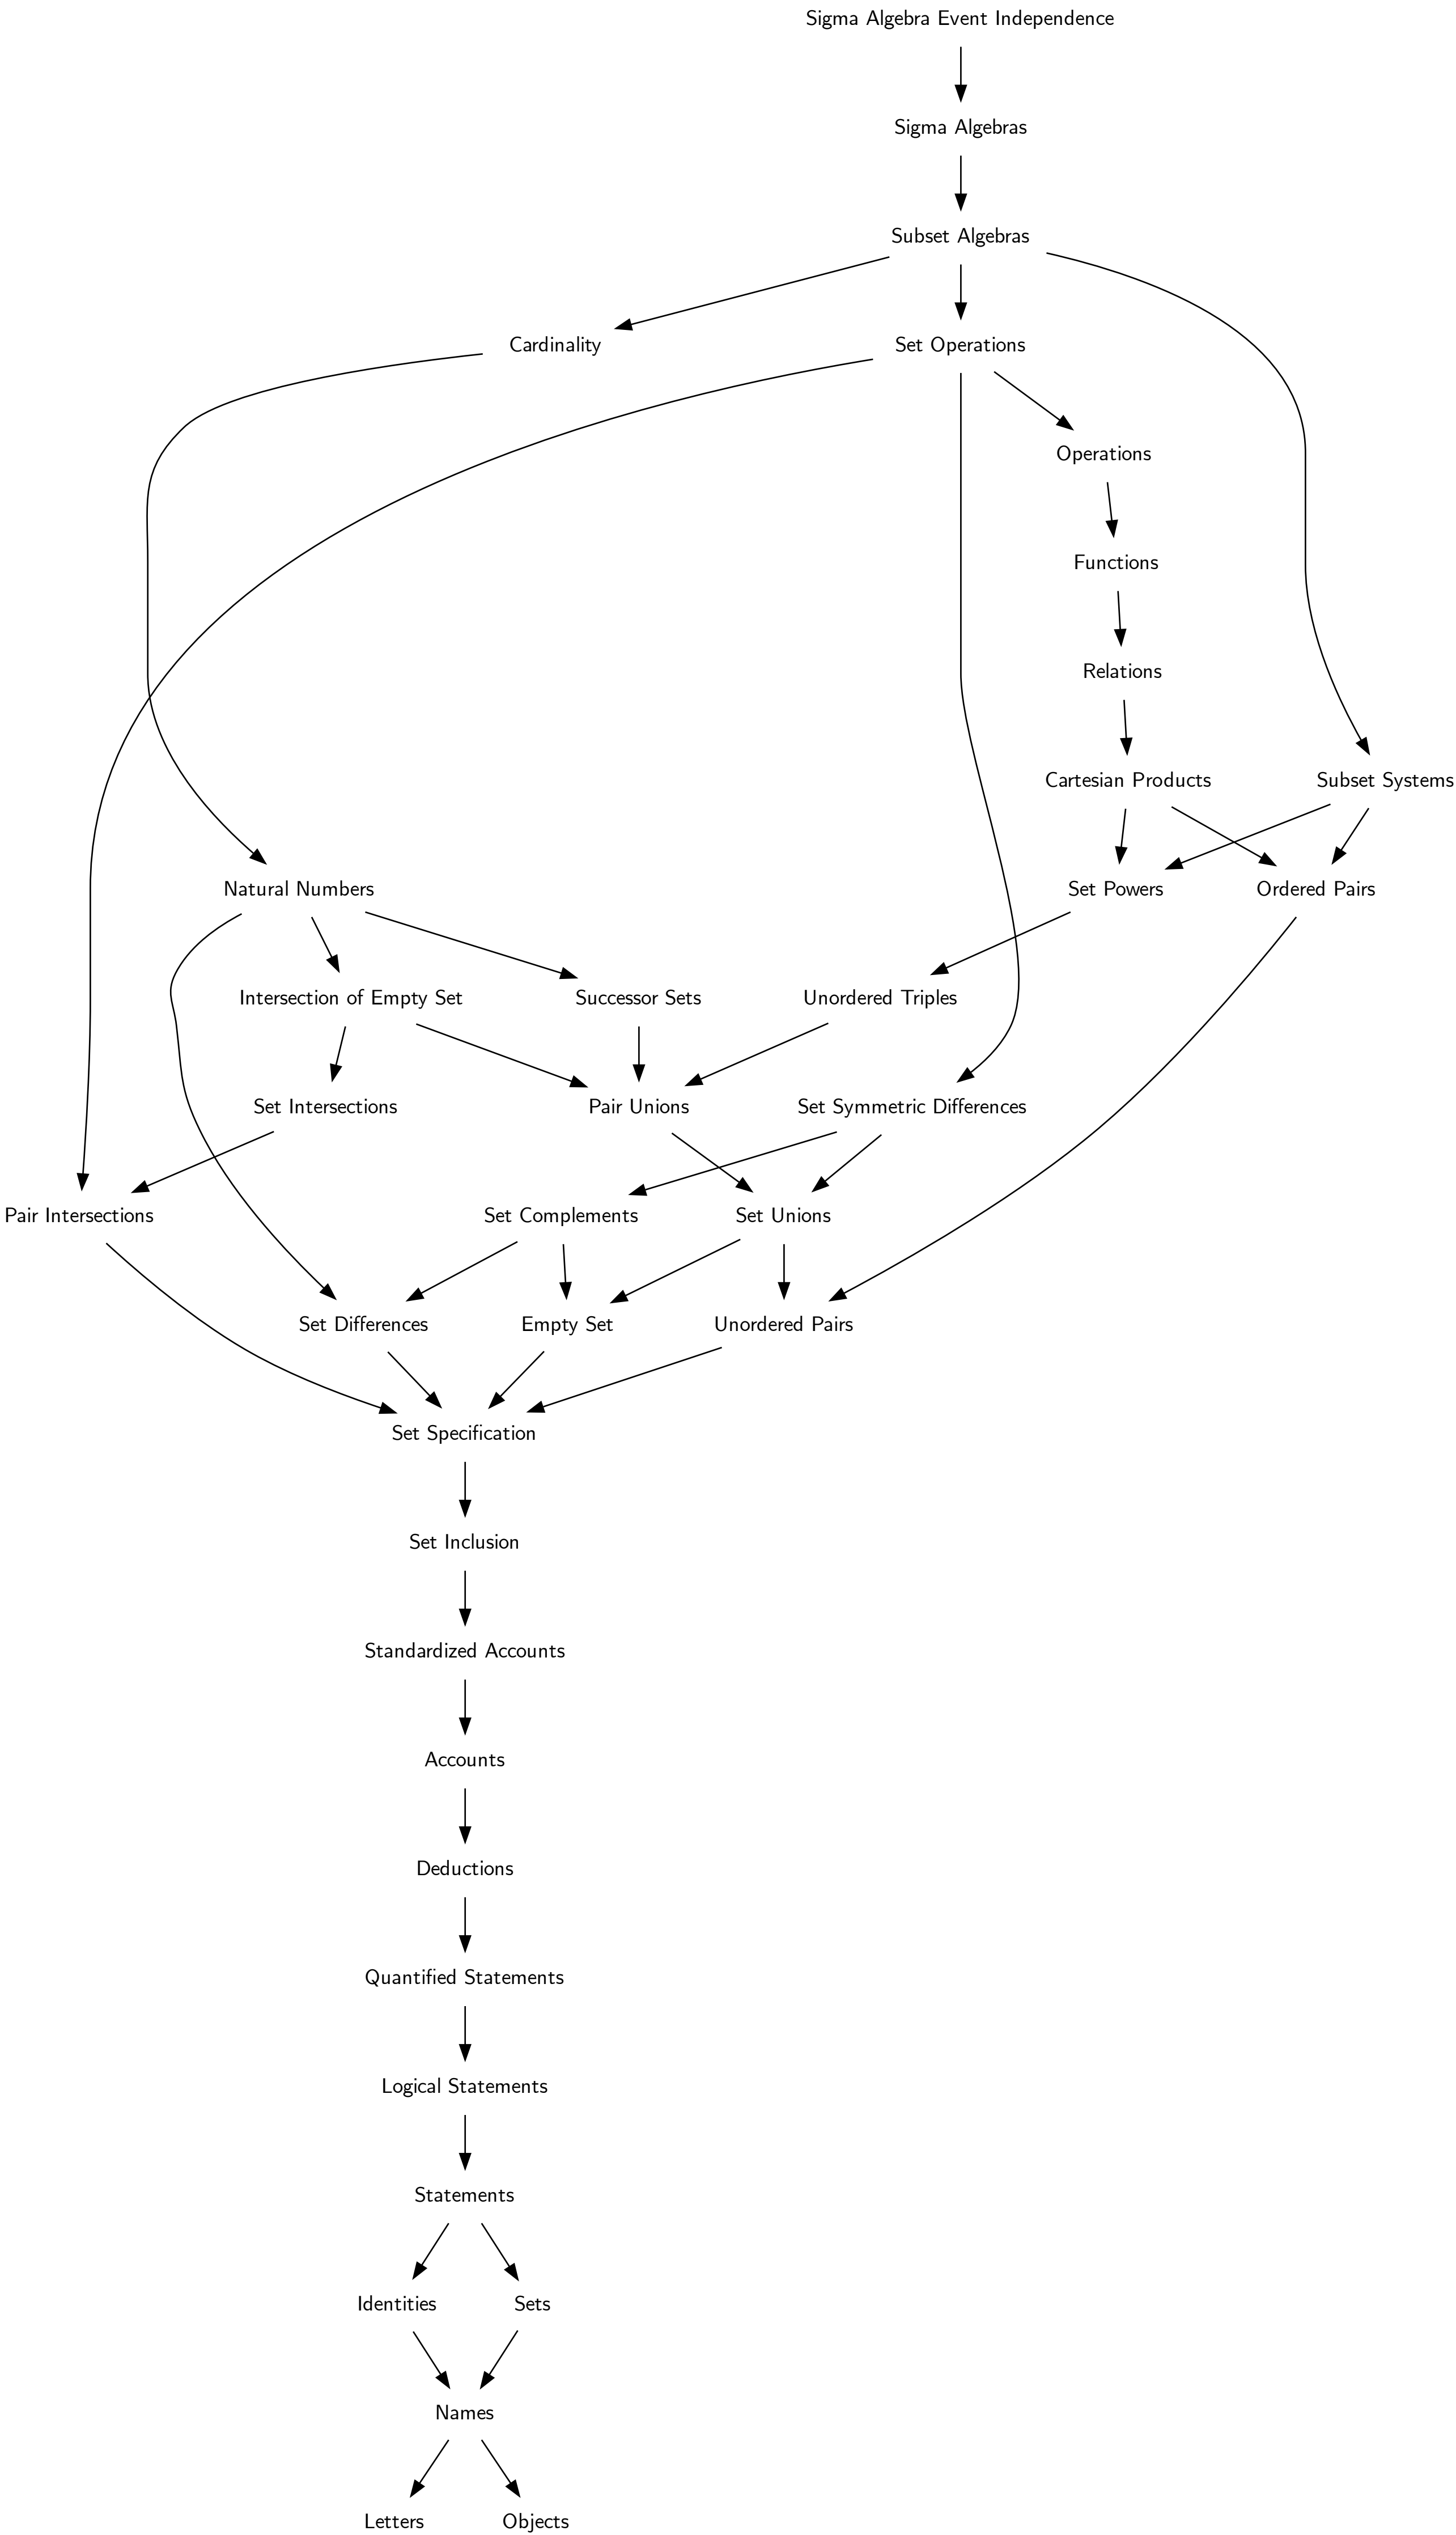 Sigma Algebra Event Independence
Sigma Algebras
Subset Algebras
Cardinality
Set Operations
Operations
Functions
Relations
Cartesian Products
Subset Systems
Natural Numbers
Set Powers
Ordered Pairs
Intersection of Empty Set
Successor Sets
Unordered Triples
Set Intersections
Pair Unions
Set Symmetric Differences
Pair Intersections
Set Complements
Set Unions
Set Differences
Empty Set
Unordered Pairs
Set Specification
Set Inclusion
Standardized Accounts
Accounts
Deductions
Quantified Statements
Logical Statements
Statements
Identities
Sets
Names
Letters
Objects